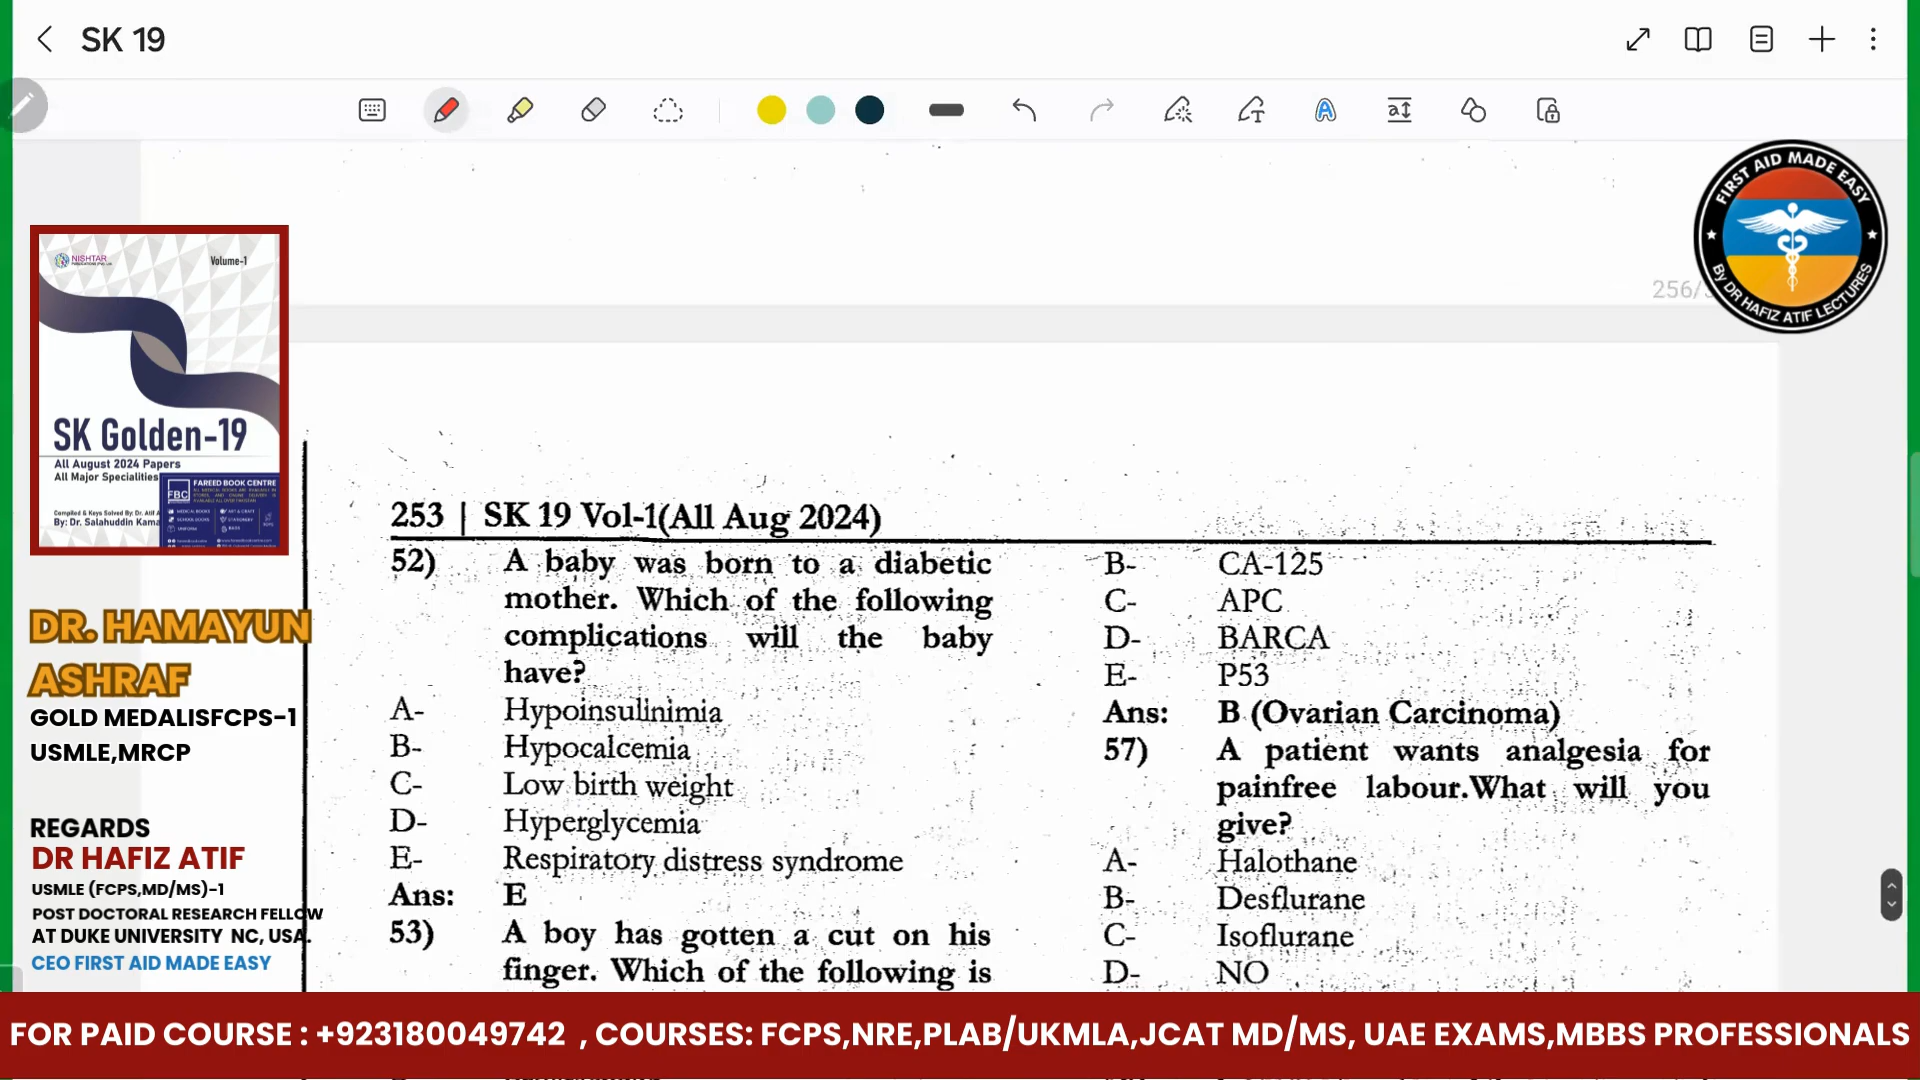 SK 19
FIRST AID MADE EASY
By DR HAFIZ ATIF LECTURES
256/
NISHTAR
Volume-1
SK Golden-19
All August 2024 Papers
All Major Specialities
FBC
FAREED BOOK CENTRE
By: Dr. Salahuddin Kama
DR. HAMAYUN
ASHRAF
GOLD MEDALISFCPS-1
USMLE,MRCP
REGARDS
DR HAFIZ ATIF
USMLE (FCPS,MD/MS)-1
POST DOCTORAL RESEARCH FELLOW
AT DUKE UNIVERSITY NC, USA.
CEO FIRST AID MADE EASY
253 | SK 19 Vol-1(All Aug 2024)
52) A baby was born to a diabetic
mother. Which of the following
complications will the baby
have?
A- Hypoinsulinimia
B- Hypocalcemia
C- Low birth weight
D- Hyperglycemia
E- Respiratory distress syndrome
Ans: E
53) A boy has gotten a cut on his
finger. Which of the following is
B- CA-125
C- APC
D- BARCA
E- P53
Ans: B (Ovarian Carcinoma)
57) A patient wants analgesia for
painfree labour.What will you
give?
A- Halothane
B- Desflurane
C- Isoflurane
D- NO
FOR PAID COURSE : +923180049742 , COURSES: FCPS,NRE,PLAB/UKMLA,JCAT MD/MS, UAE EXAMS,MBBS PROFESSIONALS